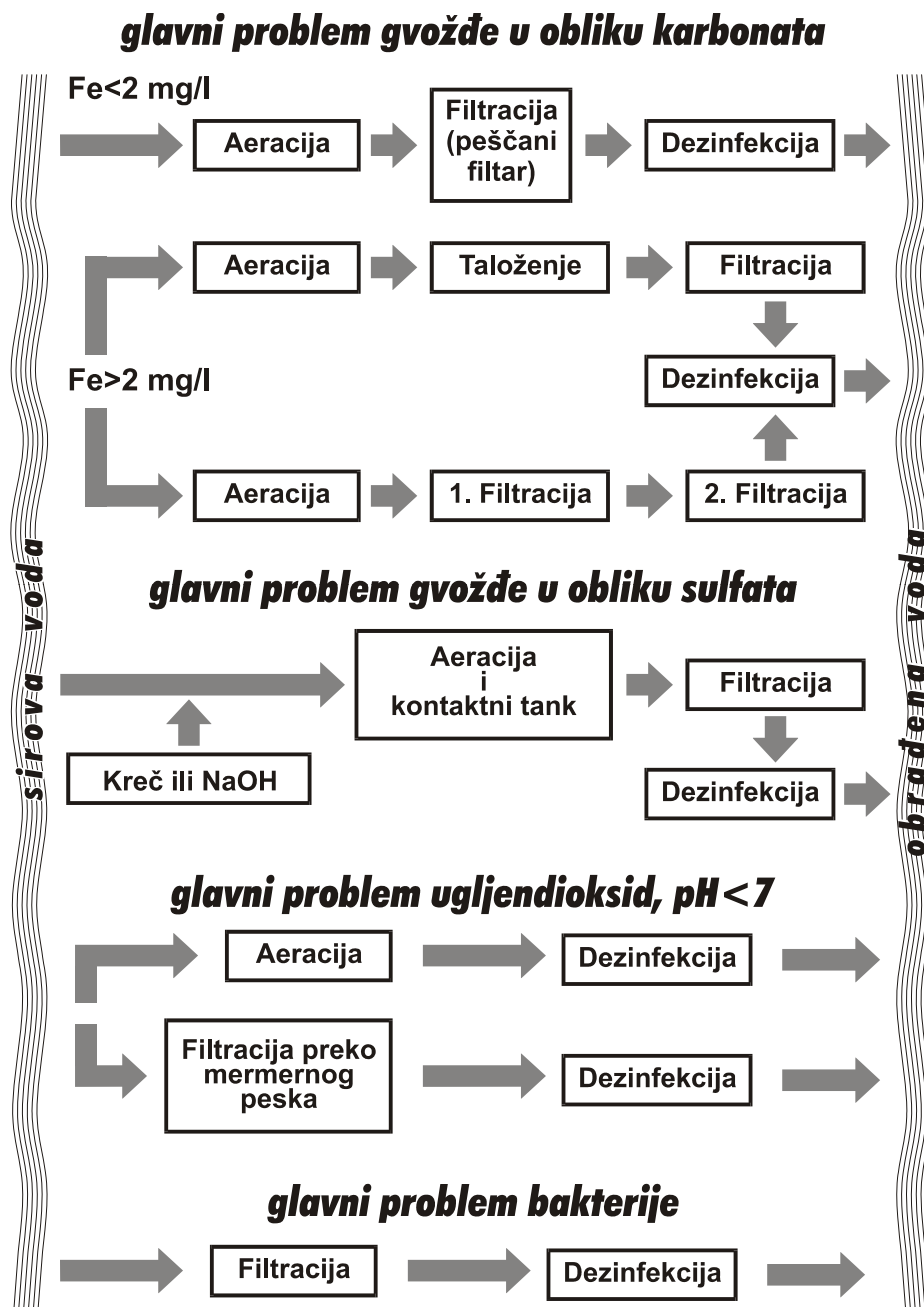 glavni problem gvožđe u obliku karbonata
Fe<2 mg/l
Aeracija
Filtracija
(peščani
filtar)
Dezinfekcija
Aeracija
Taloženje
Filtracija
Fe>2 mg/l
Dezinfekcija
Aeracija
1. Filtracija
2. Filtracija
sirova voda
obrađena voda
glavni problem gvožđe u obliku sulfata
Aeracija
i
kontaktni tank
Filtracija
Kreč ili NaOH
Dezinfekcija
glavni problem ugljendioksid, pH<7
Aeracija
Dezinfekcija
Filtracija preko
mermernog
peska
Dezinfekcija
glavni problem bakterije
Filtracija
Dezinfekcija